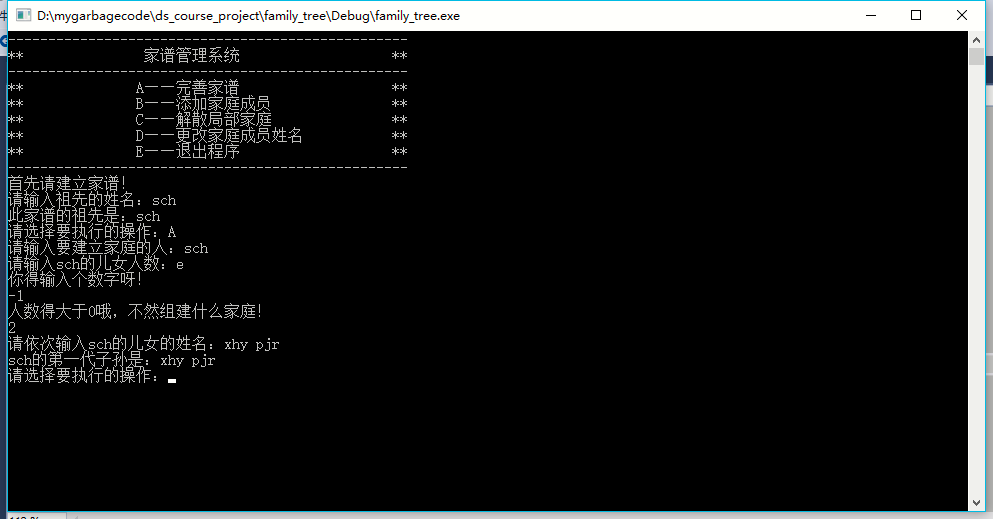 D:\mygarbagecode\ds_course_project\family_tree\Debug\family_tree.exe
--------------------------------------------------
** 家谱管理系统 **
--------------------------------------------------
** A——完善家谱 **
** B——添加家庭成员 **
** C——解散局部家庭 **
** D——更改家庭成员姓名 **
** E——退出程序 **
--------------------------------------------------
首先请建立家谱!
请输入祖先的姓名: sch
此家谱的祖先是: sch
请选择要执行的操作: A
请输入要建立家庭的人: sch
请输入sch的儿女人数: e
你得输入个数字呀!
-1
人数得大于0哦, 不然组建什么家庭!
2
请依次输入sch的儿女的姓名: xhy pjr
sch的第一代子孙是: xhy pjr
请选择要执行的操作: